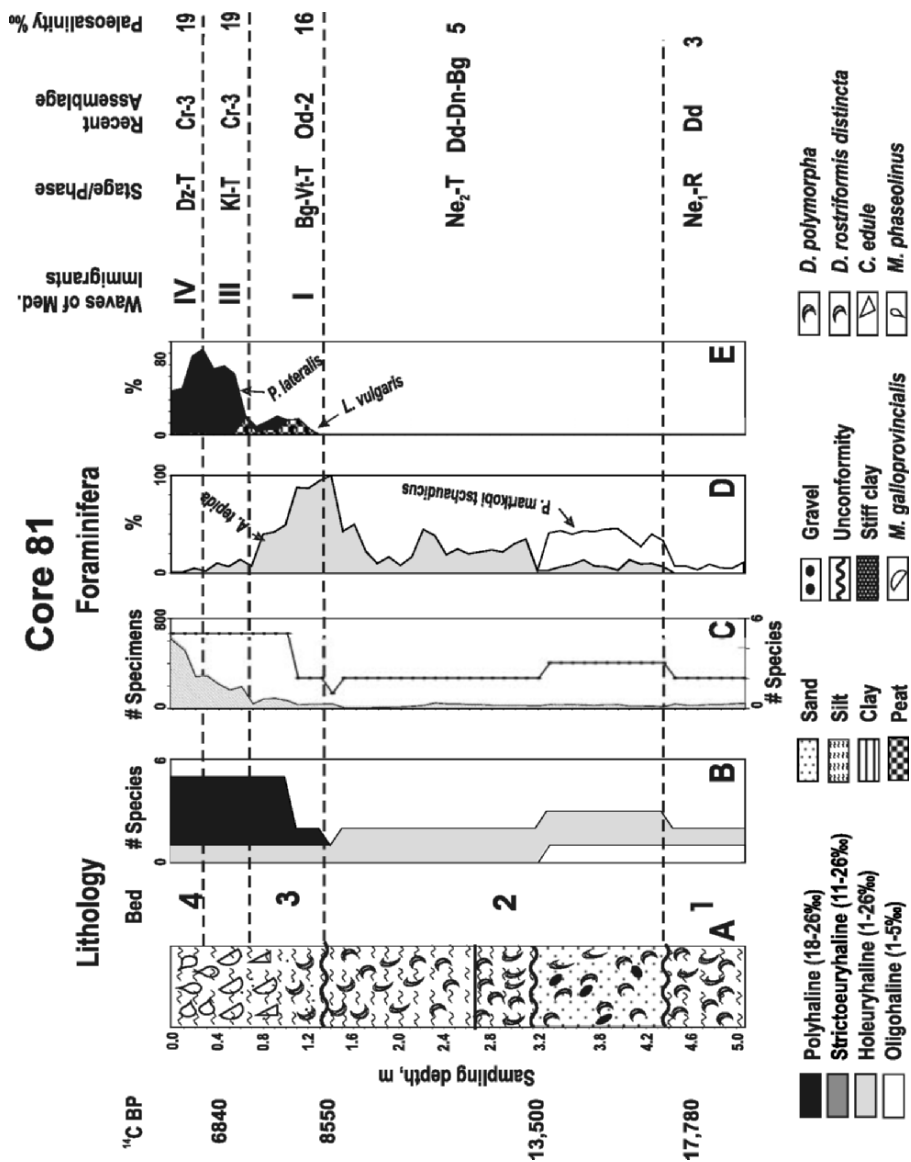 Core 81
Lithology
Foraminifera
14C BP
Sampling depth, m
Bed
# Species
# Specimens
# Species
%
%
Waves of Med.
Immigrants
Stage/Phase
Recent
Assemblage
Paleosalinity ‰
0.0
0.4
0.8
1.2
1.6
2.0
2.4
2.8
3.2
3.8
4.2
4.6
5.0
6840
8550
13,500
17,780
4
3
2
1
A
0
6
B
0
800
0
6
C
0
100
A. tepida
P. martkobi tschaudicus
D
0
80
P. lateralis
L. vulgaris
E
IV
Dz-T
Cr-3
19
III
Kl-T
Cr-3
19
I
Bg-Vt-T
Od-2
16
Ne2-T
Dd-Dn-Bg
5
Ne1-R
Dd
3
Polyhaline (18-26‰)
Strictoeuryhaline (11-26‰)
Holeuryhaline (1-26‰)
Oligohaline (1-5‰)
Sand
Silt
Clay
Peat
Gravel
Unconformity
Stiff clay
M. galloprovincialis
D. polymorpha
D. rostriformis distincta
C. edule
M. phaseolinus